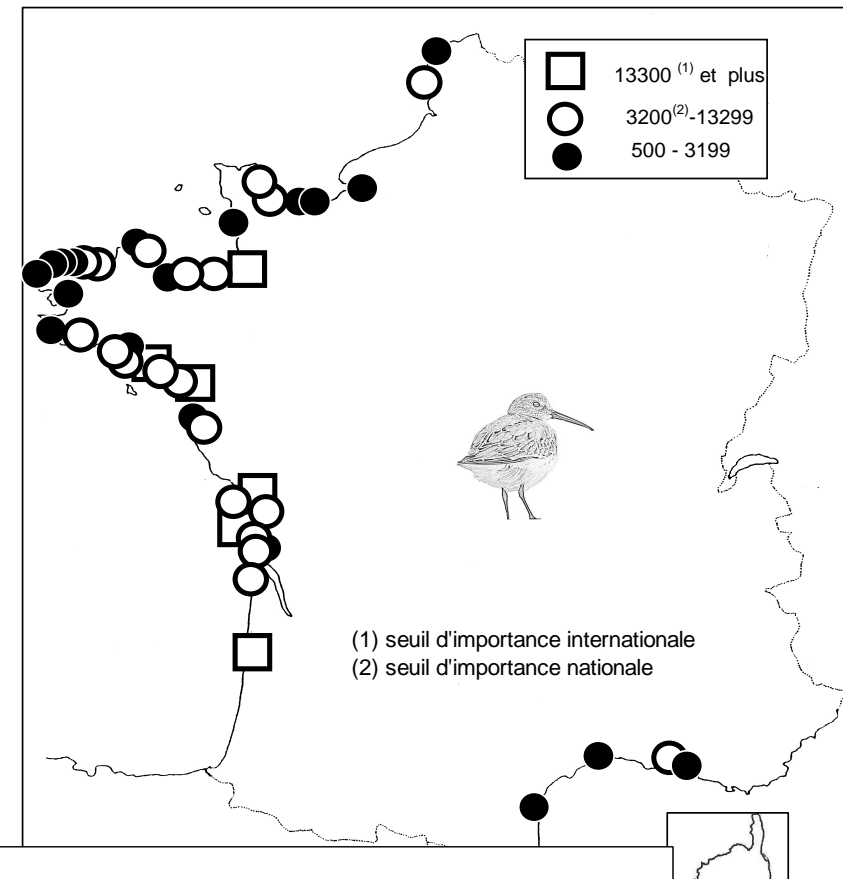 13300 (1) et plus
3200(2)-13299
500 - 3199
(1) seuil d'importance internationale
(2) seuil d'importance nationale